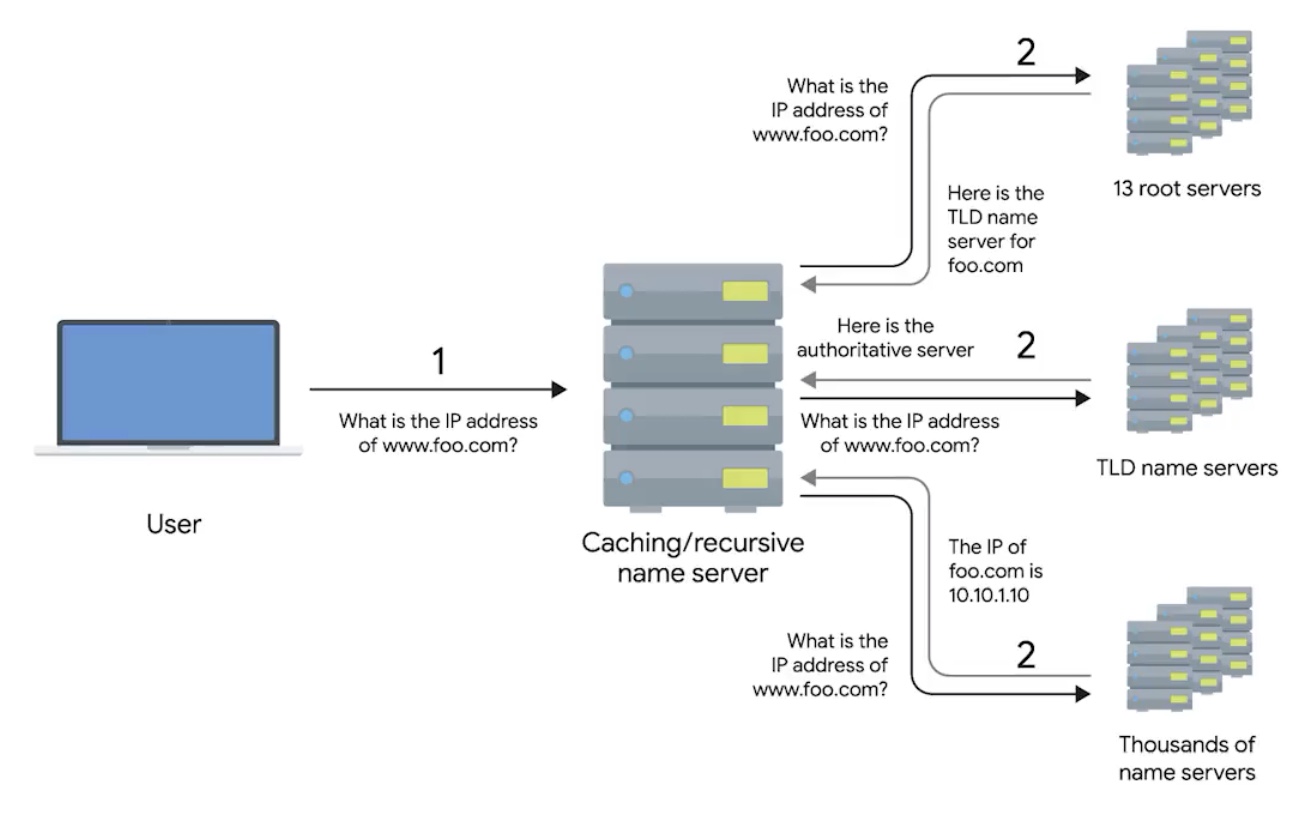 2
What is the
IP address of
www.foo.com?
13 root servers
Here is the
TLD name
server for
foo.com
1
What is the IP address
of www.foo.com?
User
Caching/recursive
name server
Here is the
authoritative server
2
What is the IP address
of www.foo.com?
TLD name servers
The IP of
foo.com is
10.10.1.10
What is the
IP address of
www.foo.com?
2
Thousands of
name servers